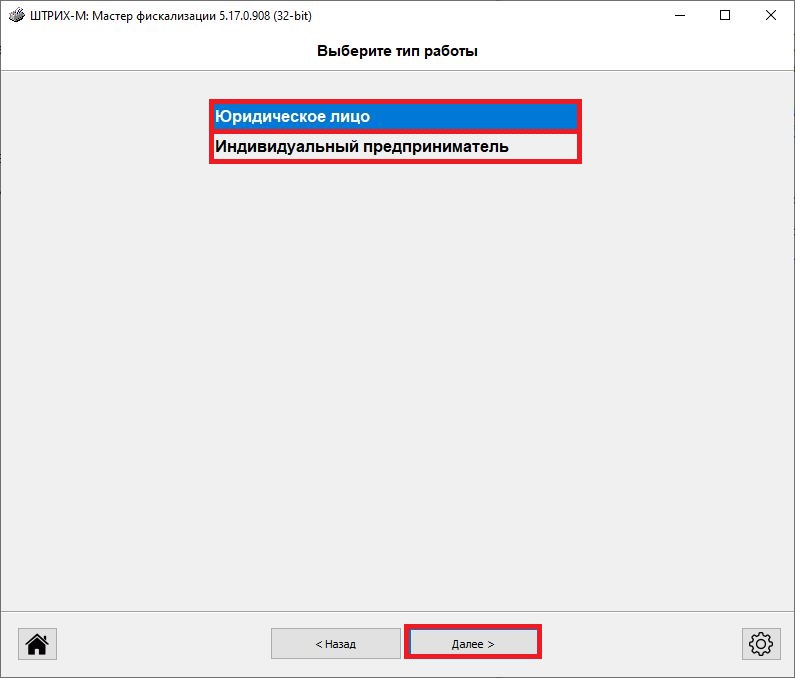 ШТРИХ-М: Мастер фискализации 5.17.0.908 (32-bit)
Выберите тип работы
Юридическое лицо
Индивидуальный предприниматель
< Назад
Далее >